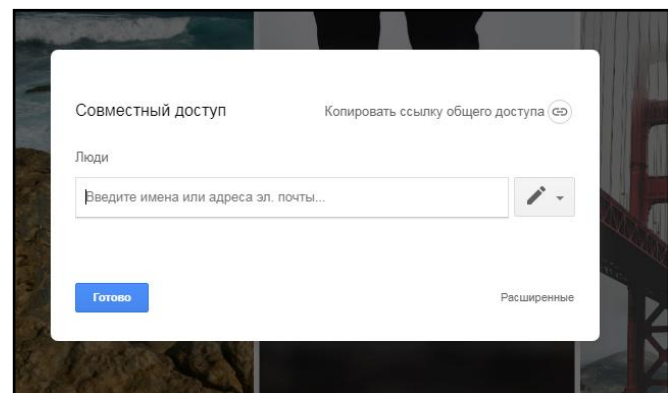 Совместный доступ
Копировать ссылку общего доступа
Люди
Введите имена или адреса эл. почты...
Готово
Расширенные